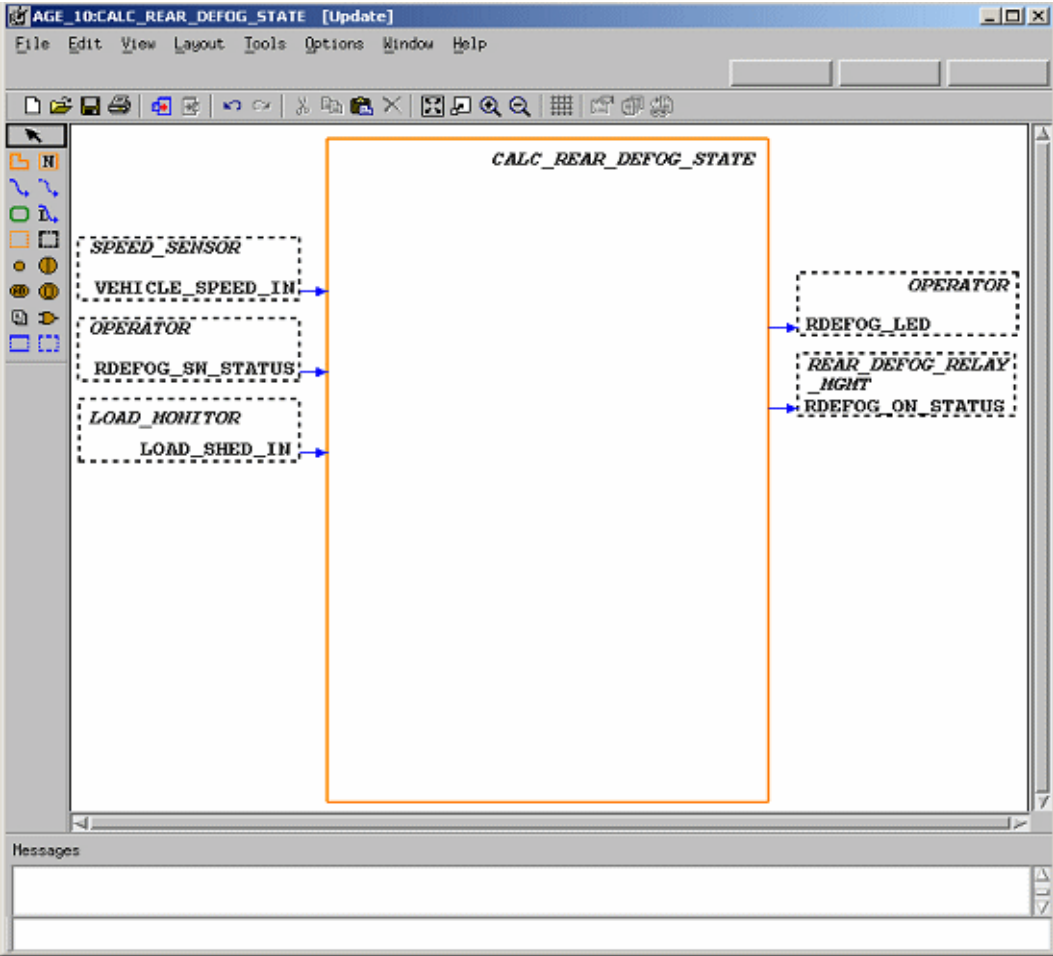 AGE_10:CALC_REAR_DEFOG_STATE [Update]
File Edit View Layout Tools Options Window Help
N
CALC_REAR_DEFOG_STATE
SPEED_SENSOR
VEHICLE_SPEED_IN
OPERATOR
RDEFOG_SW_STATUS
LOAD_MONITOR
LOAD_SHED_IN
OPERATOR
RDEFOG_LED
REAR_DEFOG_RELAY
_MGMT
RDEFOG_ON_STATUS
Messages